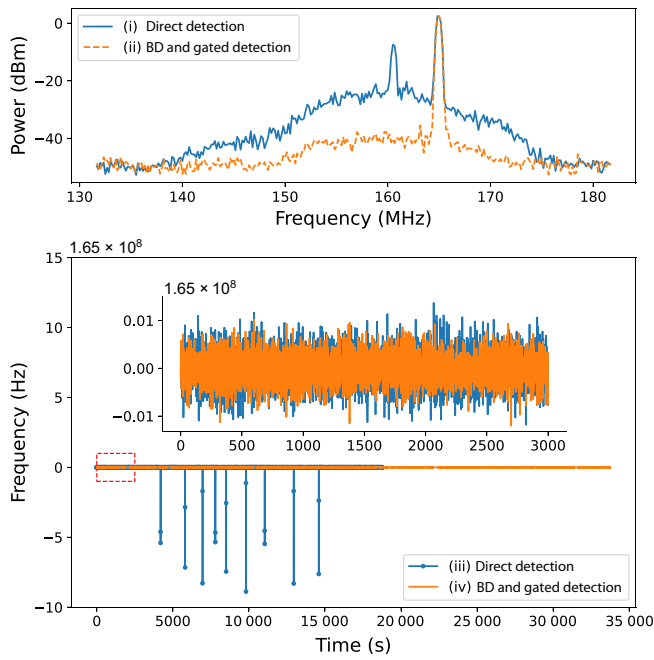 0
−20
−40
Power (dBm)
(i) Direct detection
(ii) BD and gated detection
130 140 150 160 170 180
Frequency (MHz)
1.65 × 10⁸
15
10
5
0
−5
−10
Frequency (Hz)
1.65 × 10⁸
0.01
0.00
−0.01
0 500 1000 1500 2000 2500 3000
(iii) Direct detection
(iv) BD and gated detection
0 5000 10 000 15 000 20 000 25 000 30 000 35 000
Time (s)